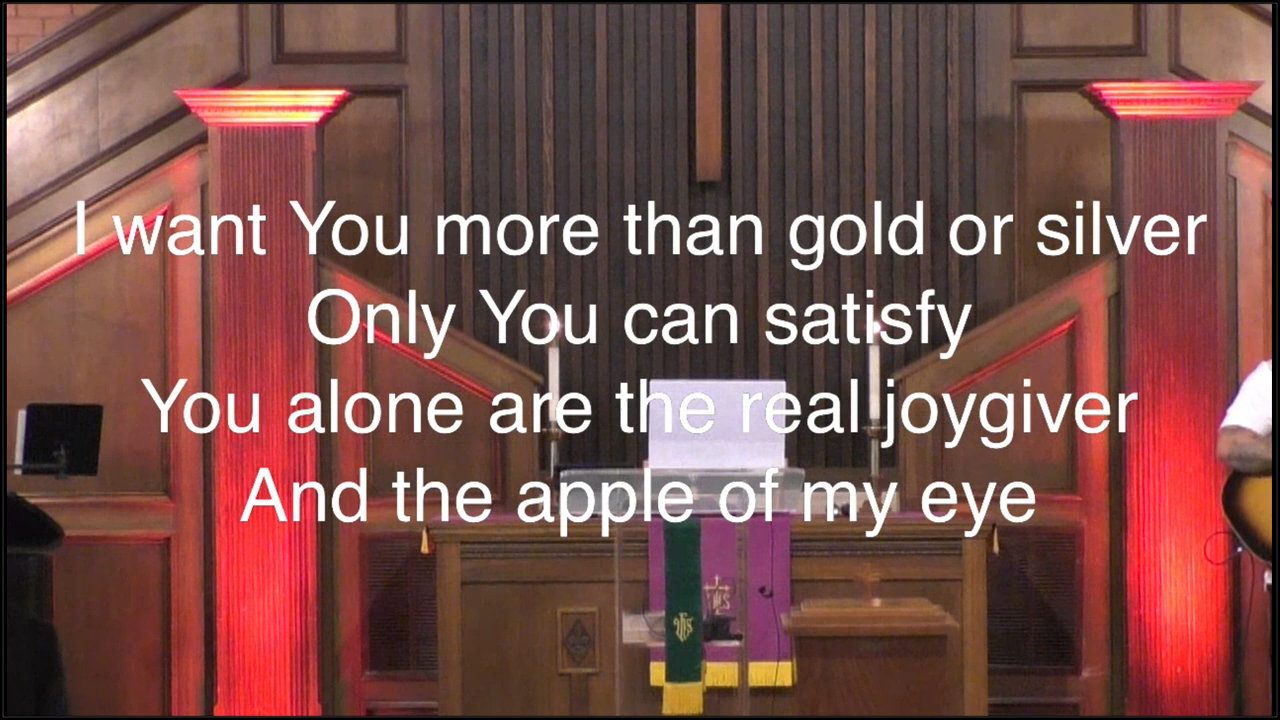 I want You more than gold or silver
Only You can satisfy
You alone are the real joygiver
And the apple of my eye